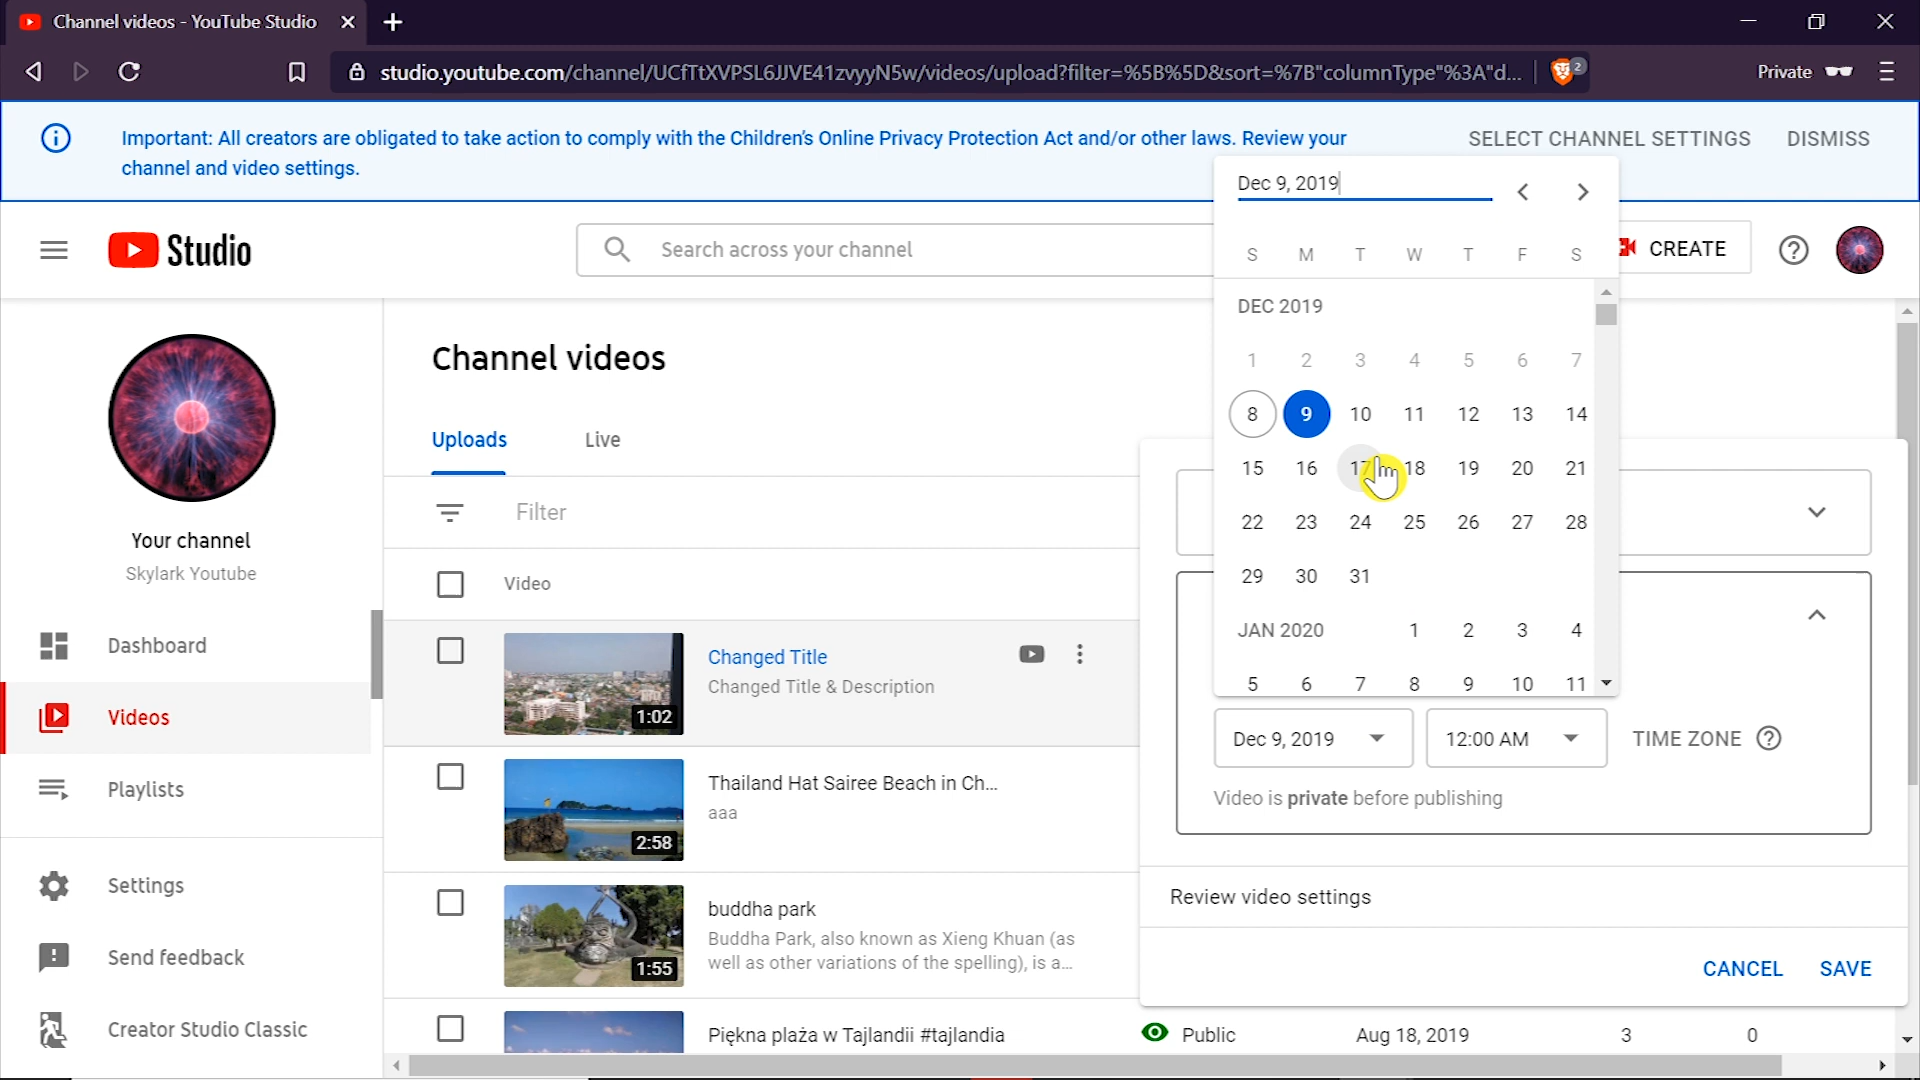 Channel videos - YouTube Studio
studio.youtube.com/channel/UCfTtXVPSL6JJVE41zvyyN5w/videos/upload?filter=%5B%5D&sort=%7B"columnType"%3A"d...
2
Private
Important: All creators are obligated to take action to comply with the Children's Online Privacy Protection Act and/or other laws. Review your
channel and video settings.
SELECT CHANNEL SETTINGS
DISMISS
Studio
Search across your channel
CREATE
Your channel
Skylark Youtube
Dashboard
Videos
Playlists
Settings
Send feedback
Creator Studio Classic
Channel videos
Uploads
Live
Filter
Video
1:02
Changed Title
Changed Title & Description
2:58
Thailand Hat Sairee Beach in Ch...
aaa
1:55
buddha park
Buddha Park, also known as Xieng Khuan (as
well as other variations of the spelling), is a...
Piękna plaża w Tajlandii #tajlandia
Public
Aug 18, 2019
3
0
Dec 9, 2019
S M T W T F S
DEC 2019
1 2 3 4 5 6 7
8 9 10 11 12 13 14
15 16 17 18 19 20 21
22 23 24 25 26 27 28
29 30 31
JAN 2020 1 2 3 4
5 6 7 8 9 10 11
Dec 9, 2019
12:00 AM
TIME ZONE
Video is private before publishing
Review video settings
CANCEL
SAVE